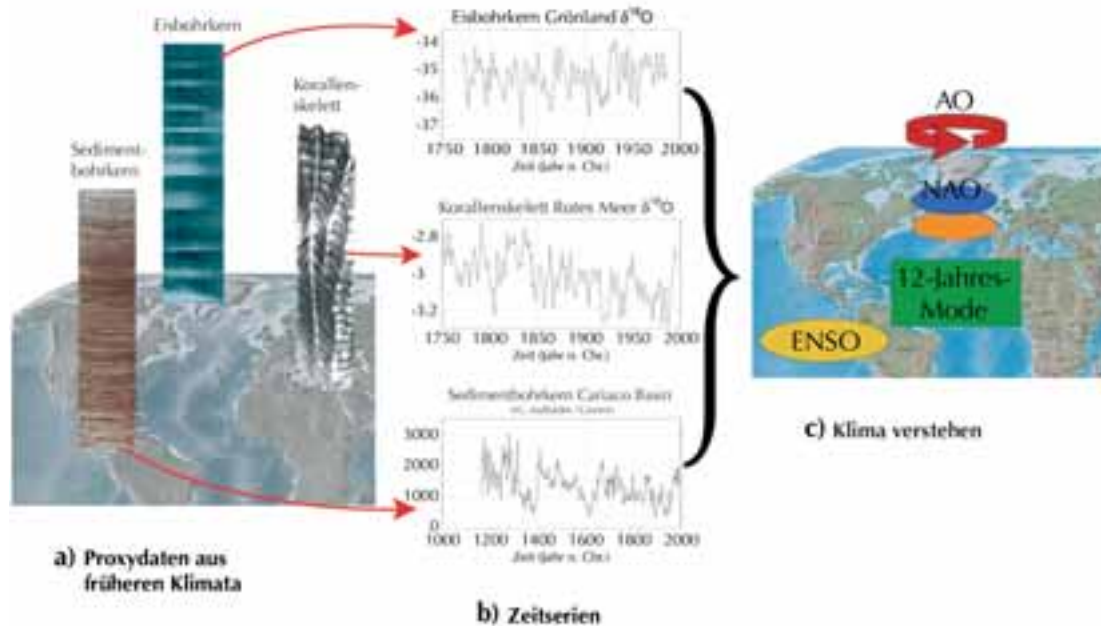 Eisbohrkern
Korallen-
skelett
Sediment-
bohrkern
a) Proxydaten aus
früheren Klimata
Eisbohrkern Grönland δ¹⁸O
-14
-35
-36
-37
1750 1800 1850 1900 1950 2000
Zeit (Jahr n. Chr.)
Korallenskelett Rotes Meer δ¹⁸O
-2.8
-3
-3.2
1750 1800 1850 1900 1950 2000
Zeit (Jahr n. Chr.)
Sedimentbohrkern Cariaco Basin
3000
2000
1000
0
1000 1200 1400 1600 1800 2000
Zeit (Jahr n. Chr.)
b) Zeitserien
AO
NAO
12-Jahres-
Mode
ENSO
c) Klima verstehen